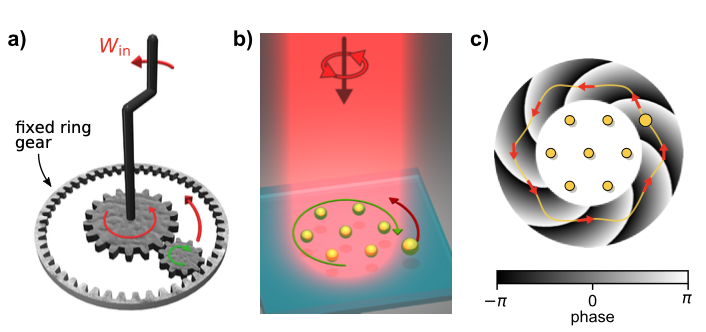 a)
W_in
fixed ring
gear
b)
c)
−π
0
π
phase